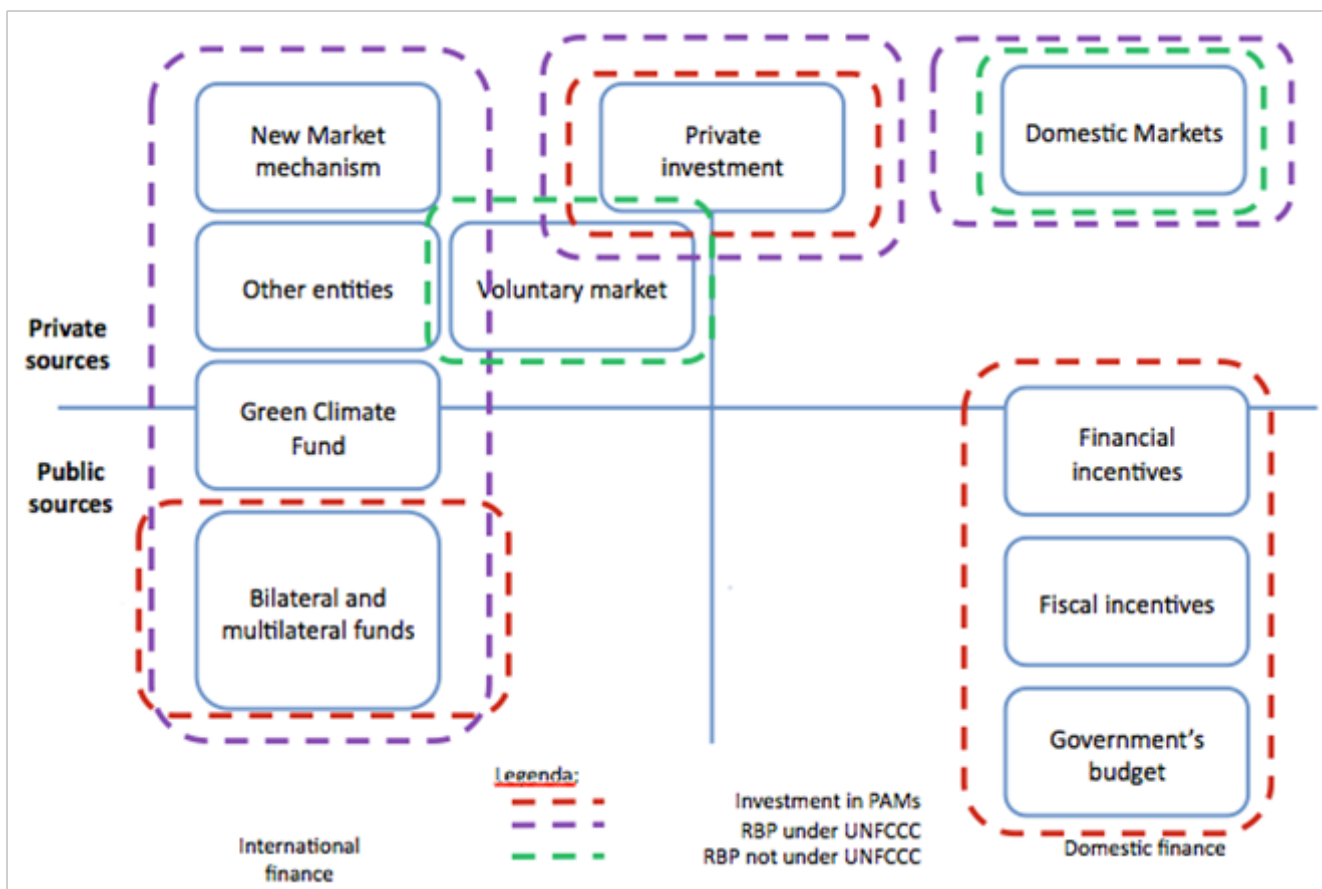 New Market
mechanism
Private
investment
Domestic Markets
Other entities
Voluntary market
Private
sources
Green Climate
Fund
Financial
incentives
Public
sources
Fiscal incentives
Bilateral and
multilateral funds
Government's
budget
Legenda:
Investment in PAMs
RBP under UNFCCC
RBP not under UNFCCC
International
finance
Domestic finance